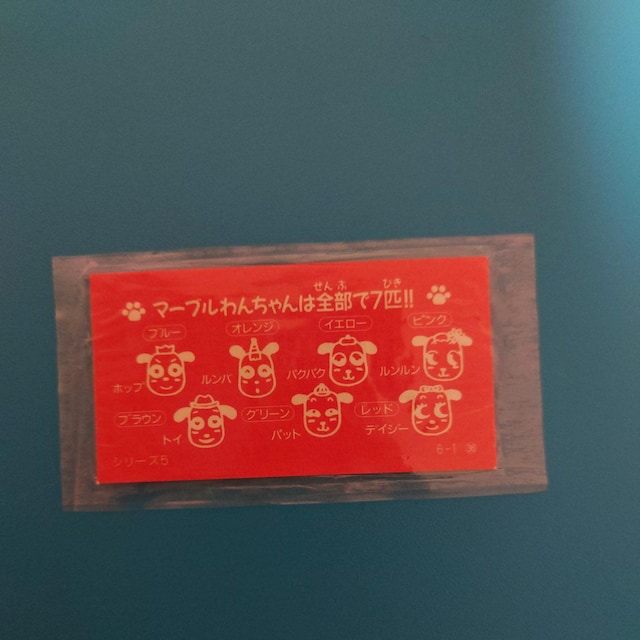 マーブルわんちゃんは全部で7匹!!
ぜんぶ ひき
ブルー オレンジ イエロー ピンク
ホップ ルンバ パクパク ルンルン
ブラウン グリーン レッド
トイ パット デイジー
シリーズ5 6-1